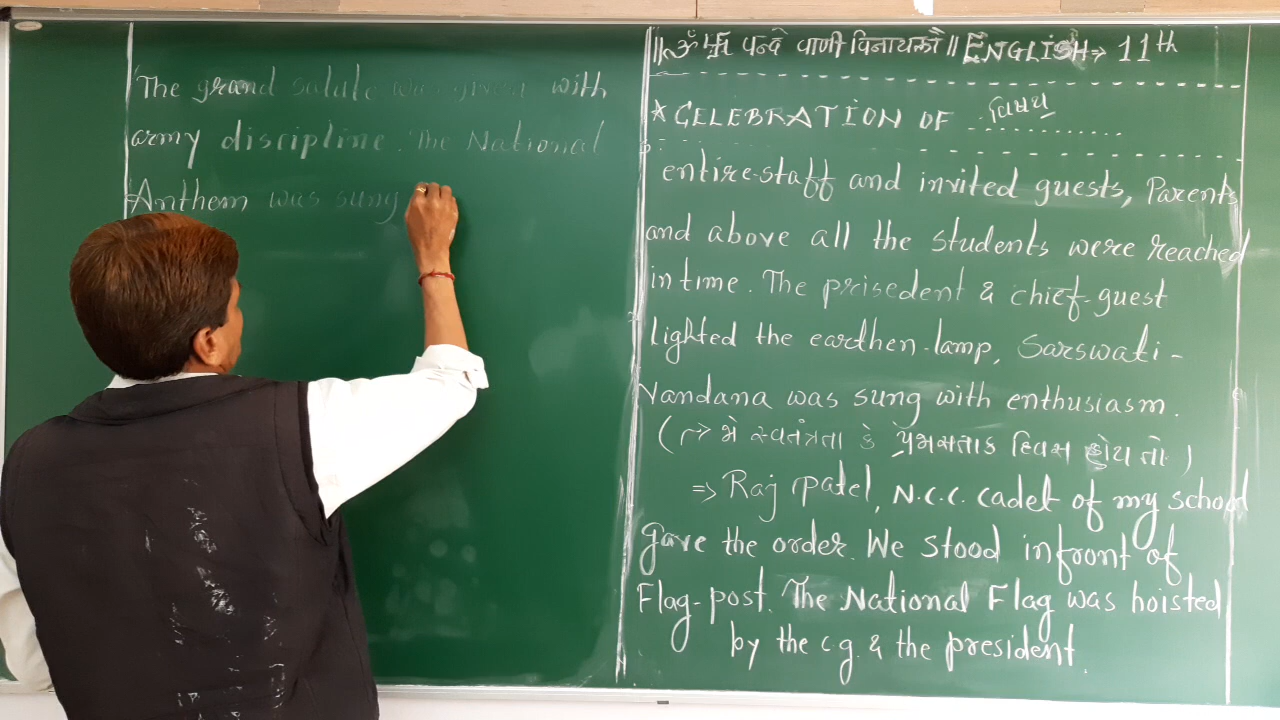 The grand salute was given with
army discipline. The National
Anthem was sung
॥ ॐ 卐 वन्दे वाणी विनायकौ ॥ ENGLISH → 11th
* CELEBRATION OF ............
entire-staff and invited guests, Parents
and above all the students were reached
in time. The prisedent & chief-guest
lighted the earthen-lamp, Sarswati-
Vandana was sung with enthusiasm.
( → જો સ્વતંત્રતા કે પ્રજાસત્તાક દિવસ હોય તો )
⇒ Raj Patel, N.C.C. cadet of my school
gave the order. We stood infront of
Flag-post. The National Flag was hoisted
by the c.g. & the president.